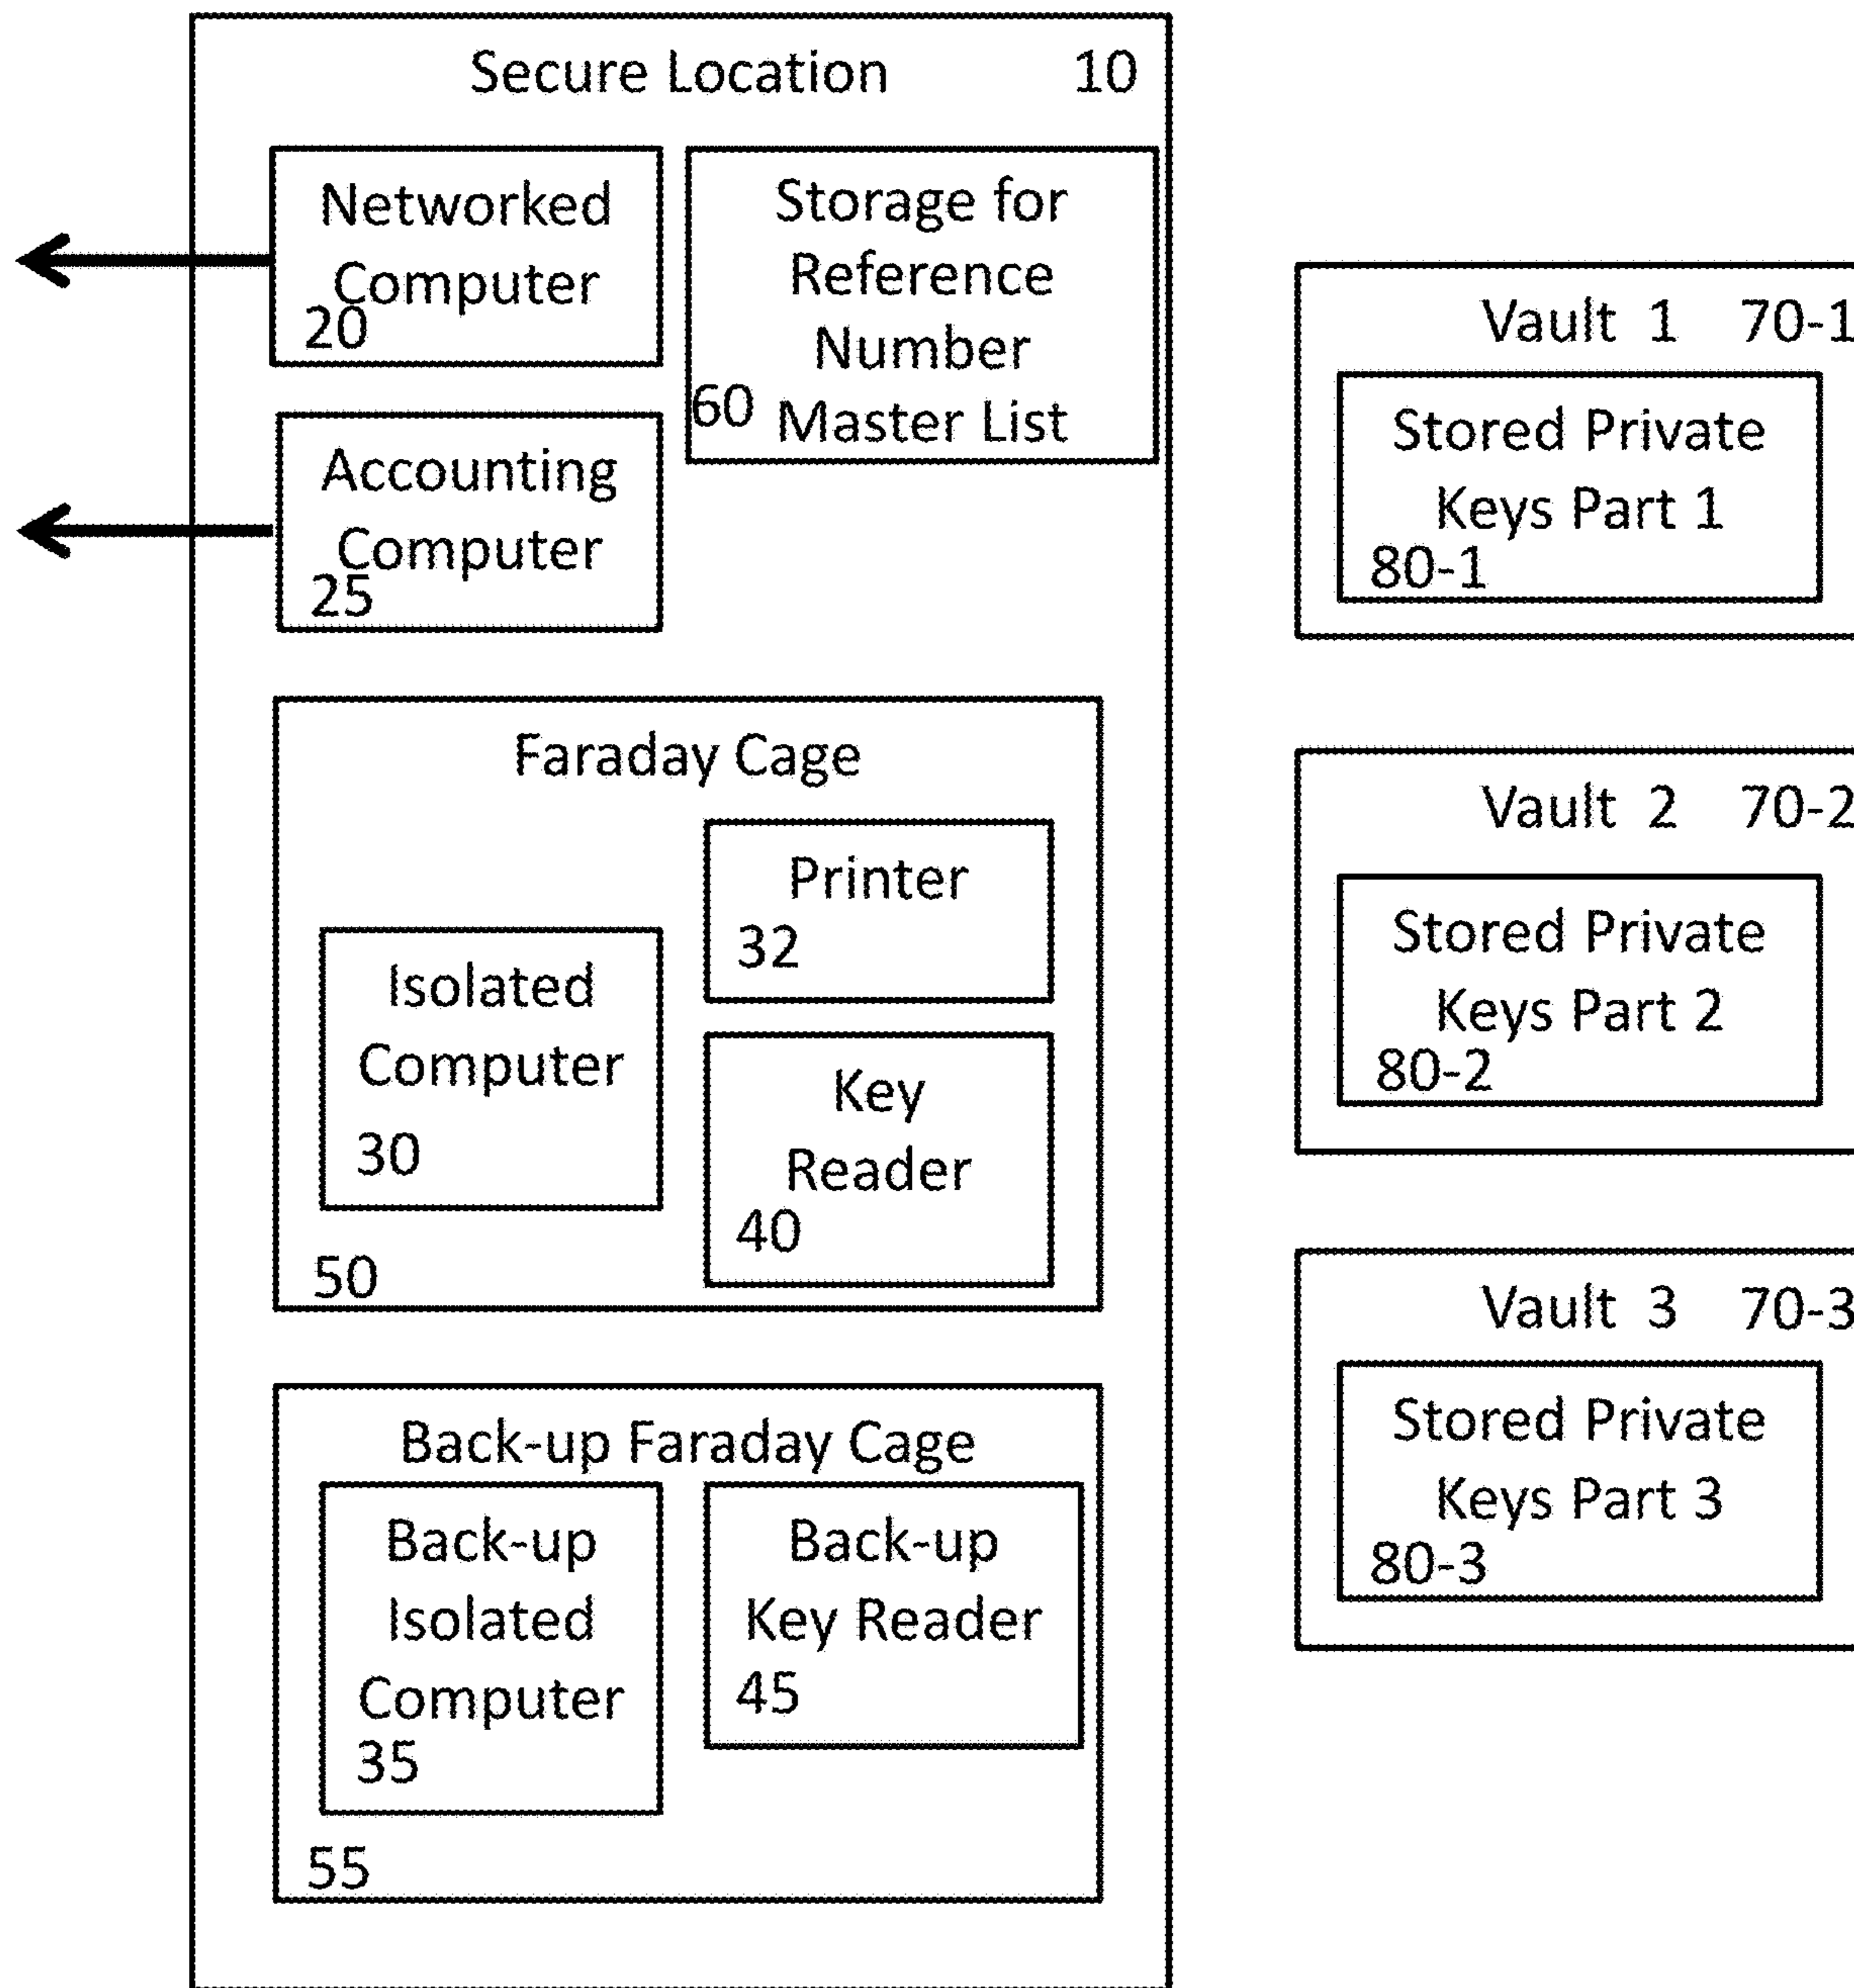 Secure Location 10
Networked
Computer
20
Storage for
Reference
Number
Master List
60
Accounting
Computer
25
Faraday Cage
Printer
32
Isolated
Computer
30
Key
Reader
40
50
Back-up Faraday Cage
Back-up
Isolated
Computer
35
Back-up
Key Reader
45
55
Vault 1 70-1
Stored Private
Keys Part 1
80-1
Vault 2 70-2
Stored Private
Keys Part 2
80-2
Vault 3 70-3
Stored Private
Keys Part 3
80-3